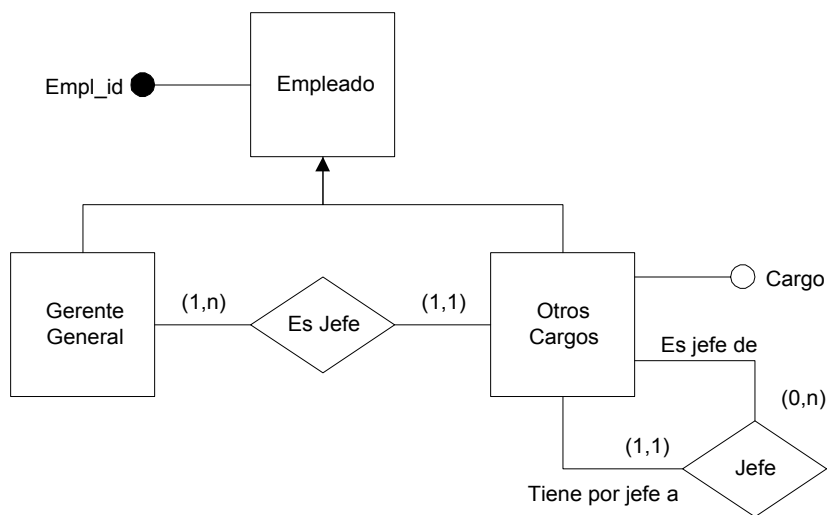 Empleado
Empl_id
Gerente
General
(1,n)
Es Jefe
(1,1)
Otros
Cargos
Cargo
Es jefe de
(0,n)
(1,1)
Jefe
Tiene por jefe a